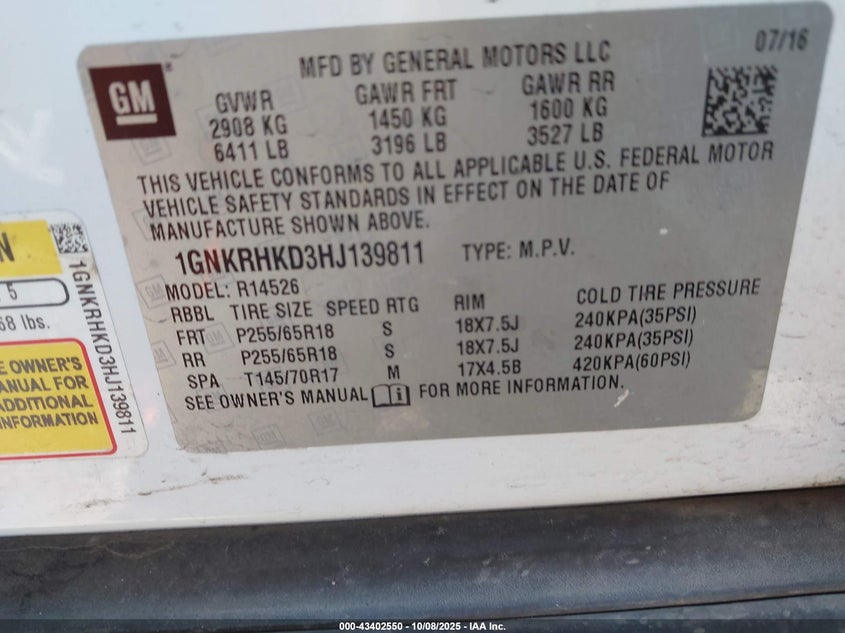 MFD BY GENERAL MOTORS LLC
07/16
GM
GVWR GAWR FRT GAWR RR
2908 KG 1450 KG 1600 KG
6411 LB 3196 LB 3527 LB
THIS VEHICLE CONFORMS TO ALL APPLICABLE U.S. FEDERAL MOTOR
VEHICLE SAFETY STANDARDS IN EFFECT ON THE DATE OF
MANUFACTURE SHOWN ABOVE.
1GNKRHKD3HJ139811 TYPE: M.P.V.
MODEL: R14526
RBBL TIRE SIZE SPEED RTG RIM COLD TIRE PRESSURE
FRT P255/65R18 S 18X7.5J 240KPA(35PSI)
RR P255/65R18 S 18X7.5J 240KPA(35PSI)
SPA T145/70R17 M 17X4.5B 420KPA(60PSI)
SEE OWNER'S MANUAL FOR MORE INFORMATION.
N
5
68 lbs.
E OWNER'S
ANUAL FOR
ADDITIONAL
INFORMATION
1GNKRHKD3HJ139811
000-43402550 - 10/08/2025 - IAA Inc.